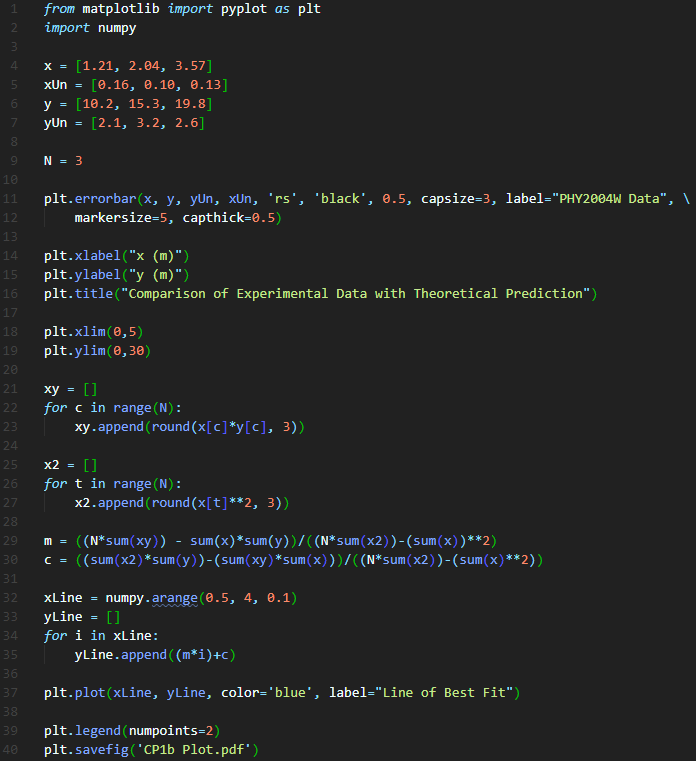 1 from matplotlib import pyplot as plt
2 import numpy
3
4 x = [1.21, 2.04, 3.57]
5 xUn = [0.16, 0.10, 0.13]
6 y = [10.2, 15.3, 19.8]
7 yUn = [2.1, 3.2, 2.6]
8
9 N = 3
10
11 plt.errorbar(x, y, yUn, xUn, 'rs', 'black', 0.5, capsize=3, label="PHY2004W Data", \
12     markersize=5, capthick=0.5)
13
14 plt.xlabel("x (m)")
15 plt.ylabel("y (m)")
16 plt.title("Comparison of Experimental Data with Theoretical Prediction")
17
18 plt.xlim(0,5)
19 plt.ylim(0,30)
20
21 xy = []
22 for c in range(N):
23     xy.append(round(x[c]*y[c], 3))
24
25 x2 = []
26 for t in range(N):
27     x2.append(round(x[t]**2, 3))
28
29 m = ((N*sum(xy)) - sum(x)*sum(y))/((N*sum(x2))-(sum(x))**2)
30 c = ((sum(x2)*sum(y))-(sum(xy)*sum(x)))/((N*sum(x2))-(sum(x)**2))
31
32 xLine = numpy.arange(0.5, 4, 0.1)
33 yLine = []
34 for i in xLine:
35     yLine.append((m*i)+c)
36
37 plt.plot(xLine, yLine, color='blue', label="Line of Best Fit")
38
39 plt.legend(numpoints=2)
40 plt.savefig('CP1b Plot.pdf')